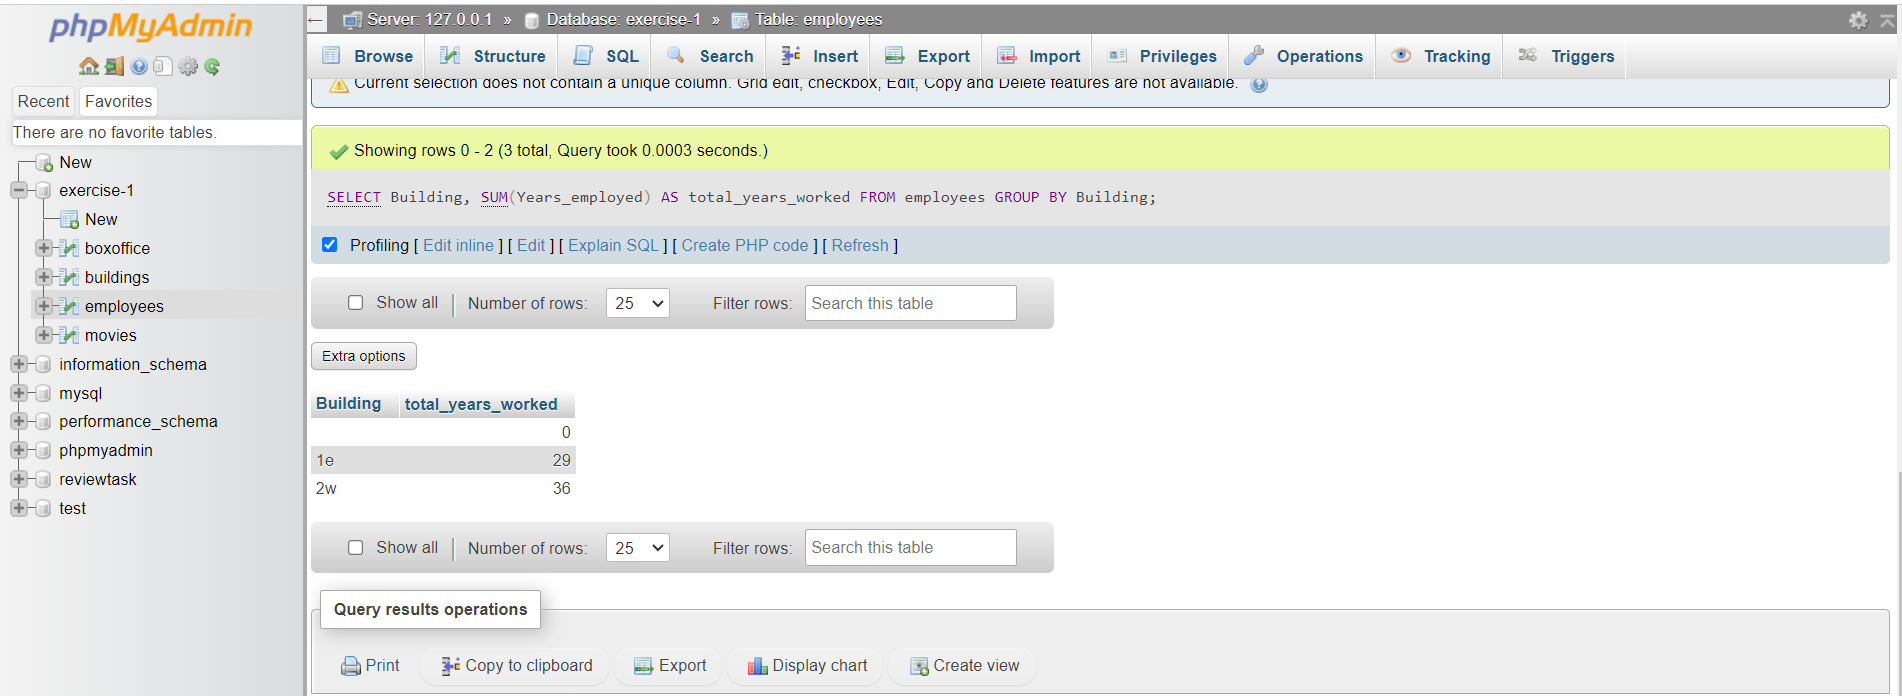 phpMyAdmin
Recent Favorites
There are no favorite tables.
New
exercise-1
New
boxoffice
buildings
employees
movies
information_schema
mysql
performance_schema
phpmyadmin
reviewtask
test
Server: 127.0.0.1 » Database: exercise-1 » Table: employees
Browse Structure SQL Search Insert Export Import Privileges Operations Tracking Triggers
Current selection does not contain a unique column. Grid edit, checkbox, Edit, Copy and Delete features are not available.
Showing rows 0 - 2 (3 total, Query took 0.0003 seconds.)
SELECT Building, SUM(Years_employed) AS total_years_worked FROM employees GROUP BY Building;
Profiling [ Edit inline ] [ Edit ] [ Explain SQL ] [ Create PHP code ] [ Refresh ]
Show all Number of rows: 25 Filter rows: Search this table
Extra options
Building total_years_worked
0
1e 29
2w 36
Show all Number of rows: 25 Filter rows: Search this table
Query results operations
Print Copy to clipboard Export Display chart Create view